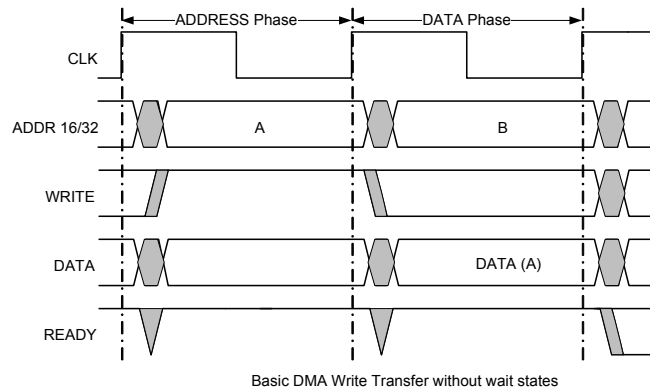 ADDRESS Phase DATA Phase
CLK
ADDR 16/32 A B
WRITE
DATA DATA (A)
READY
Basic DMA Write Transfer without wait states